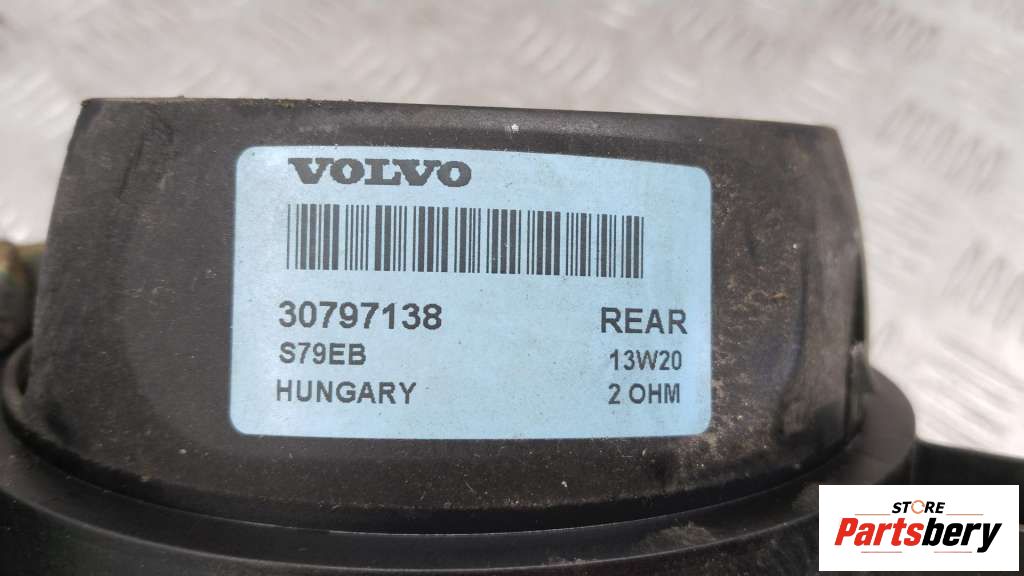 VOLVO
30797138 REAR
S79EB 13W20
HUNGARY 2 OHM
STORE
Partsbery